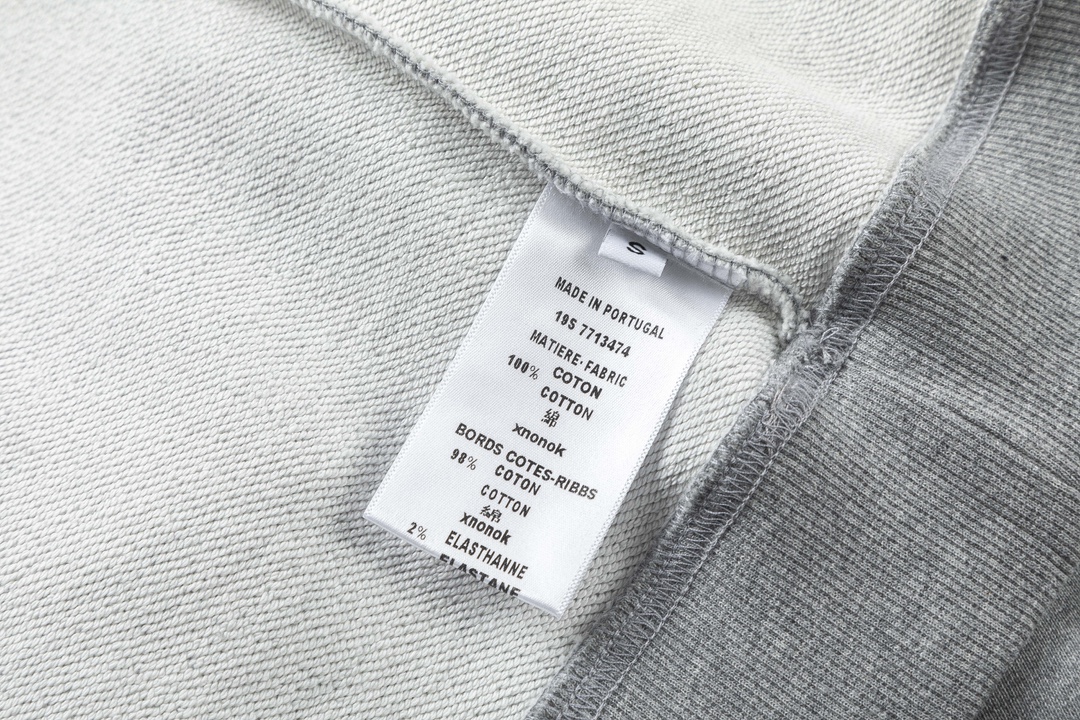 S
MADE IN PORTUGAL
19S 7713474
MATIERE-FABRIC
100% COTON
COTTON
綿
xnonok
BORDS COTES-RIBBS
98% COTON
COTTON
綿
xnonok
2% ELASTHANNE
ELASTANE